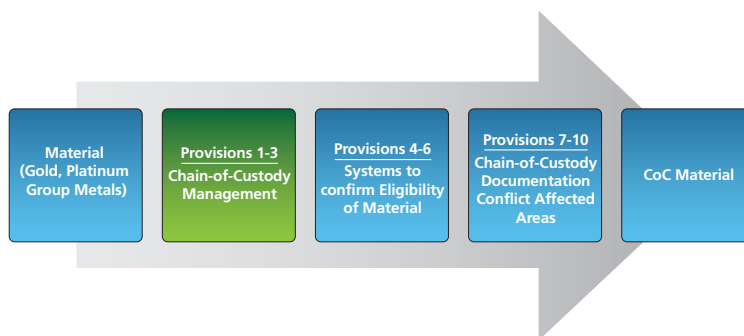 Material
(Gold, Platinum
Group Metals)
Provisions 1-3
Chain-of-Custody
Management
Provisions 4-6
Systems to
confirm Eligibility
of Material
Provisions 7-10
Chain-of-Custody
Documentation
Conflict Affected
Areas
CoC Material